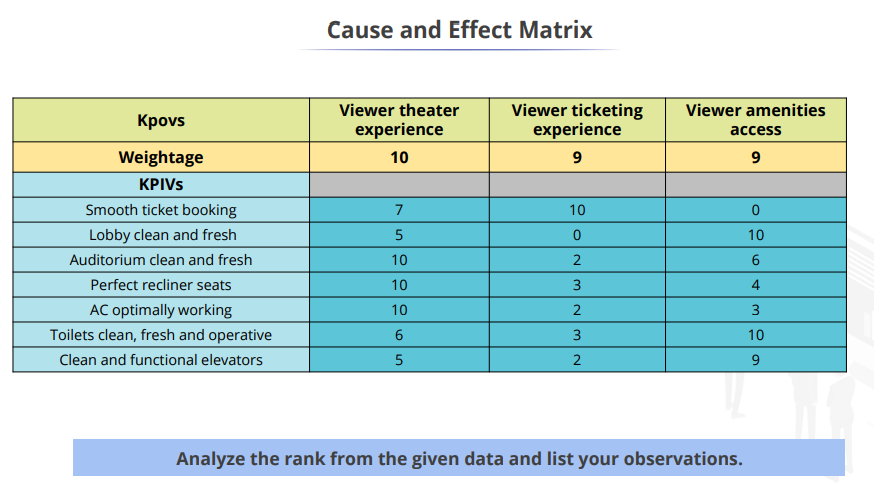 Cause and Effect Matrix
Kpovs
Viewer theater
experience
Viewer ticketing
experience
Viewer amenities
access
Weightage 10 9 9
KPIVs
Smooth ticket booking 7 10 0
Lobby clean and fresh 5 0 10
Auditorium clean and fresh 10 2 6
Perfect recliner seats 10 3 4
AC optimally working 10 2 3
Toilets clean, fresh and operative 6 3 10
Clean and functional elevators 5 2 9
Analyze the rank from the given data and list your observations.